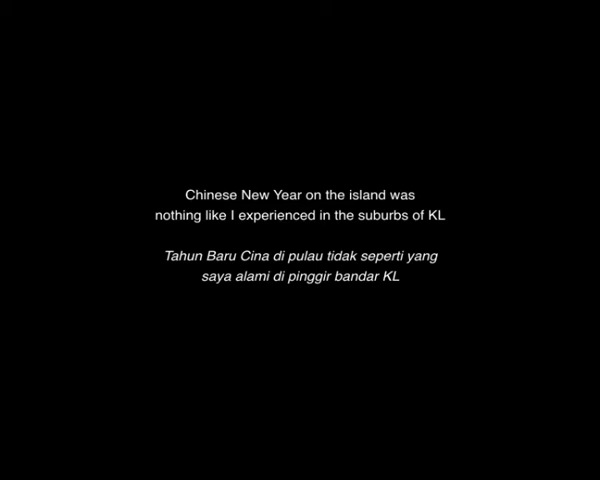 Chinese New Year on the island was
nothing like I experienced in the suburbs of KL
Tahun Baru Cina di pulau tidak seperti yang
saya alami di pinggir bandar KL